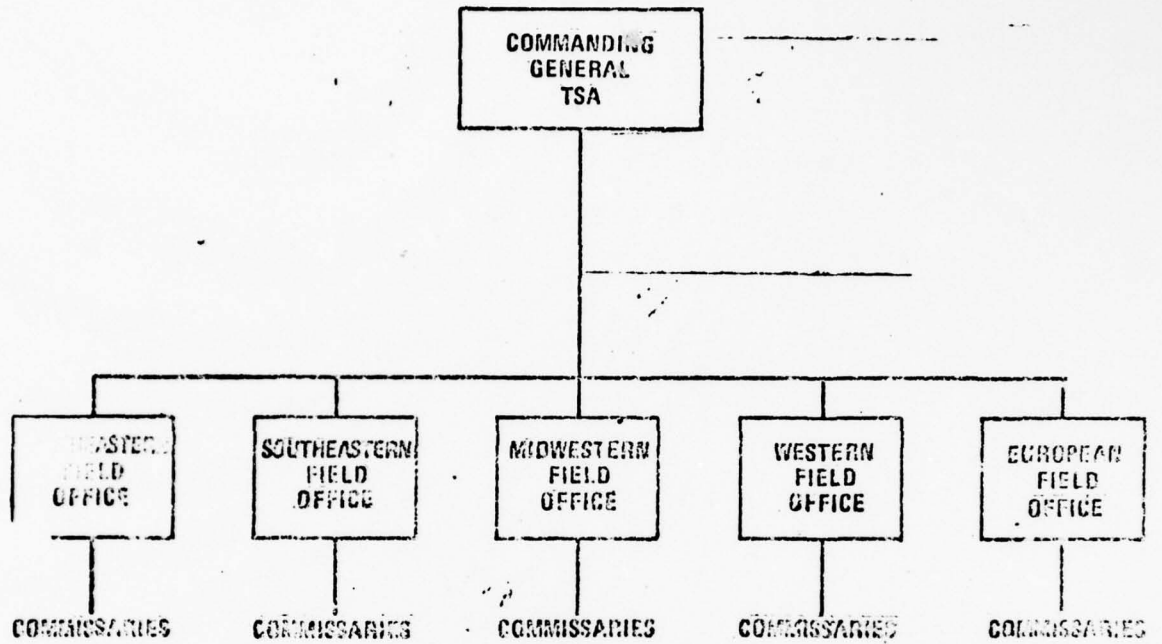 COMMANDING
GENERAL
TSA
FIELD
OFFICE
SOUTHEASTERN
FIELD
OFFICE
MIDWESTERN
FIELD
OFFICE
WESTERN
FIELD
OFFICE
EUROPEAN
FIELD
OFFICE
COMMISSARIES
COMMISSARIES
COMMISSARIES
COMMISSARIES
COMMISSARIES